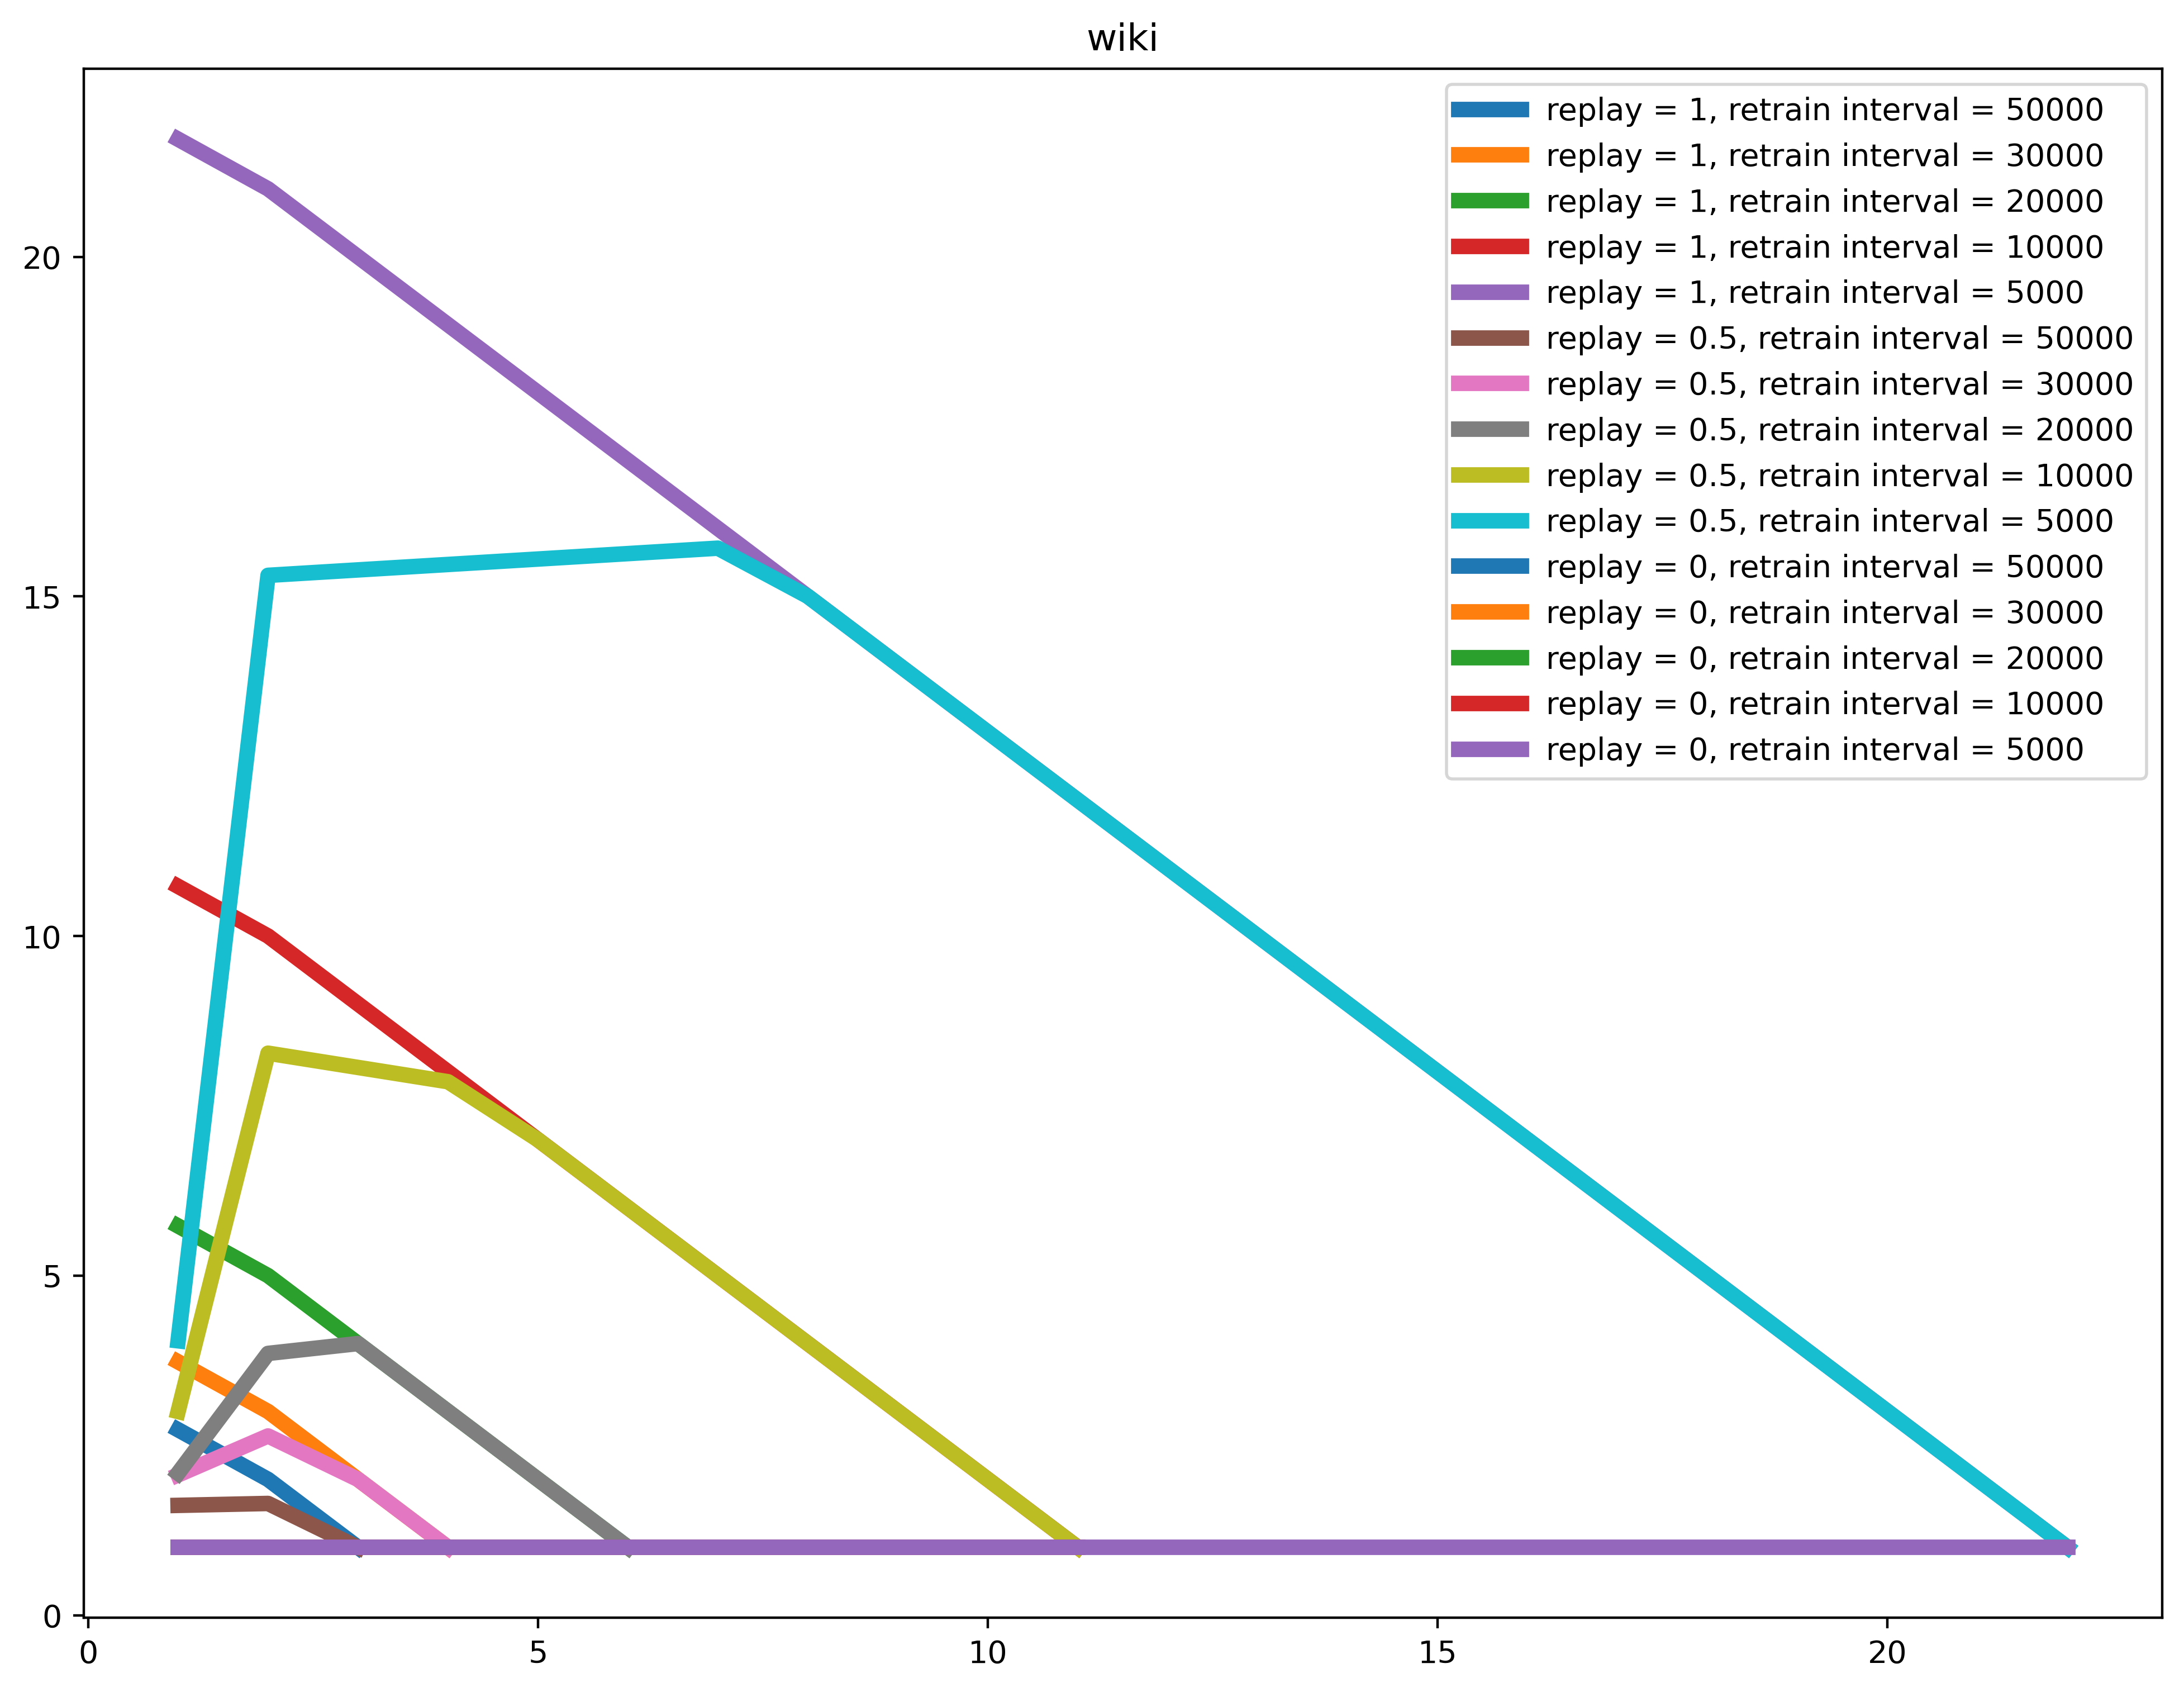 wiki
replay = 1, retrain interval = 50000
replay = 1, retrain interval = 30000
replay = 1, retrain interval = 20000
replay = 1, retrain interval = 10000
replay = 1, retrain interval = 5000
replay = 0.5, retrain interval = 50000
replay = 0.5, retrain interval = 30000
replay = 0.5, retrain interval = 20000
replay = 0.5, retrain interval = 10000
replay = 0.5, retrain interval = 5000
replay = 0, retrain interval = 50000
replay = 0, retrain interval = 30000
replay = 0, retrain interval = 20000
replay = 0, retrain interval = 10000
replay = 0, retrain interval = 5000
20
15
10
5
0
0 5 10 15 20